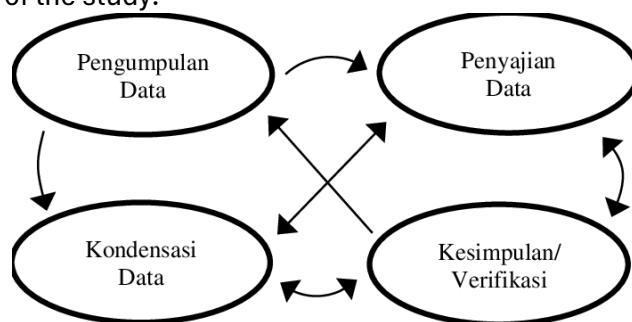 of the study.
Pengumpulan
Data
Penyajian
Data
Kondensasi
Data
Kesimpulan/
Verifikasi